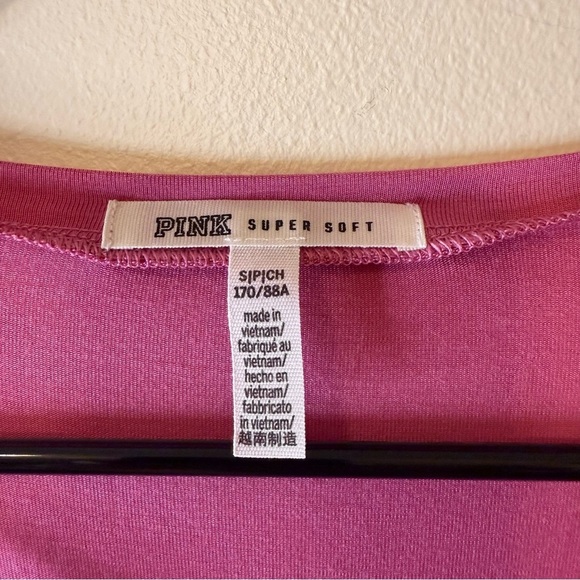 PINK SUPER SOFT
S|P|CH
170/88A
made in
vietnam/
fabriqué au
vietnam/
hecho en
vietnam/
fabbricato
in vietnam/
越南制造